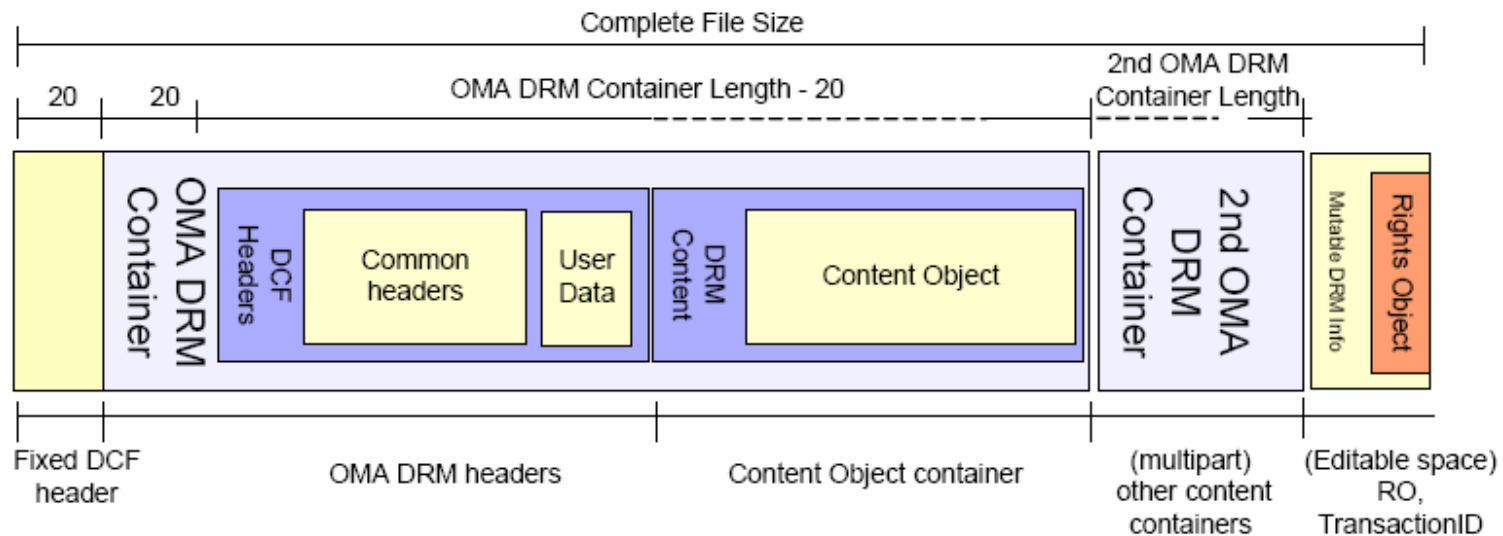 Complete File Size
20
20
OMA DRM Container Length - 20
2nd OMA DRM
Container Length
OMA DRM
Container
DCF
Headers
Common
headers
User
Data
DRM
Content
Content Object
2nd OMA
DRM
Container
Mutable DRM Info
Rights Object
Fixed DCF
header
OMA DRM headers
Content Object container
(multipart)
other content
containers
(Editable space)
RO,
TransactionID